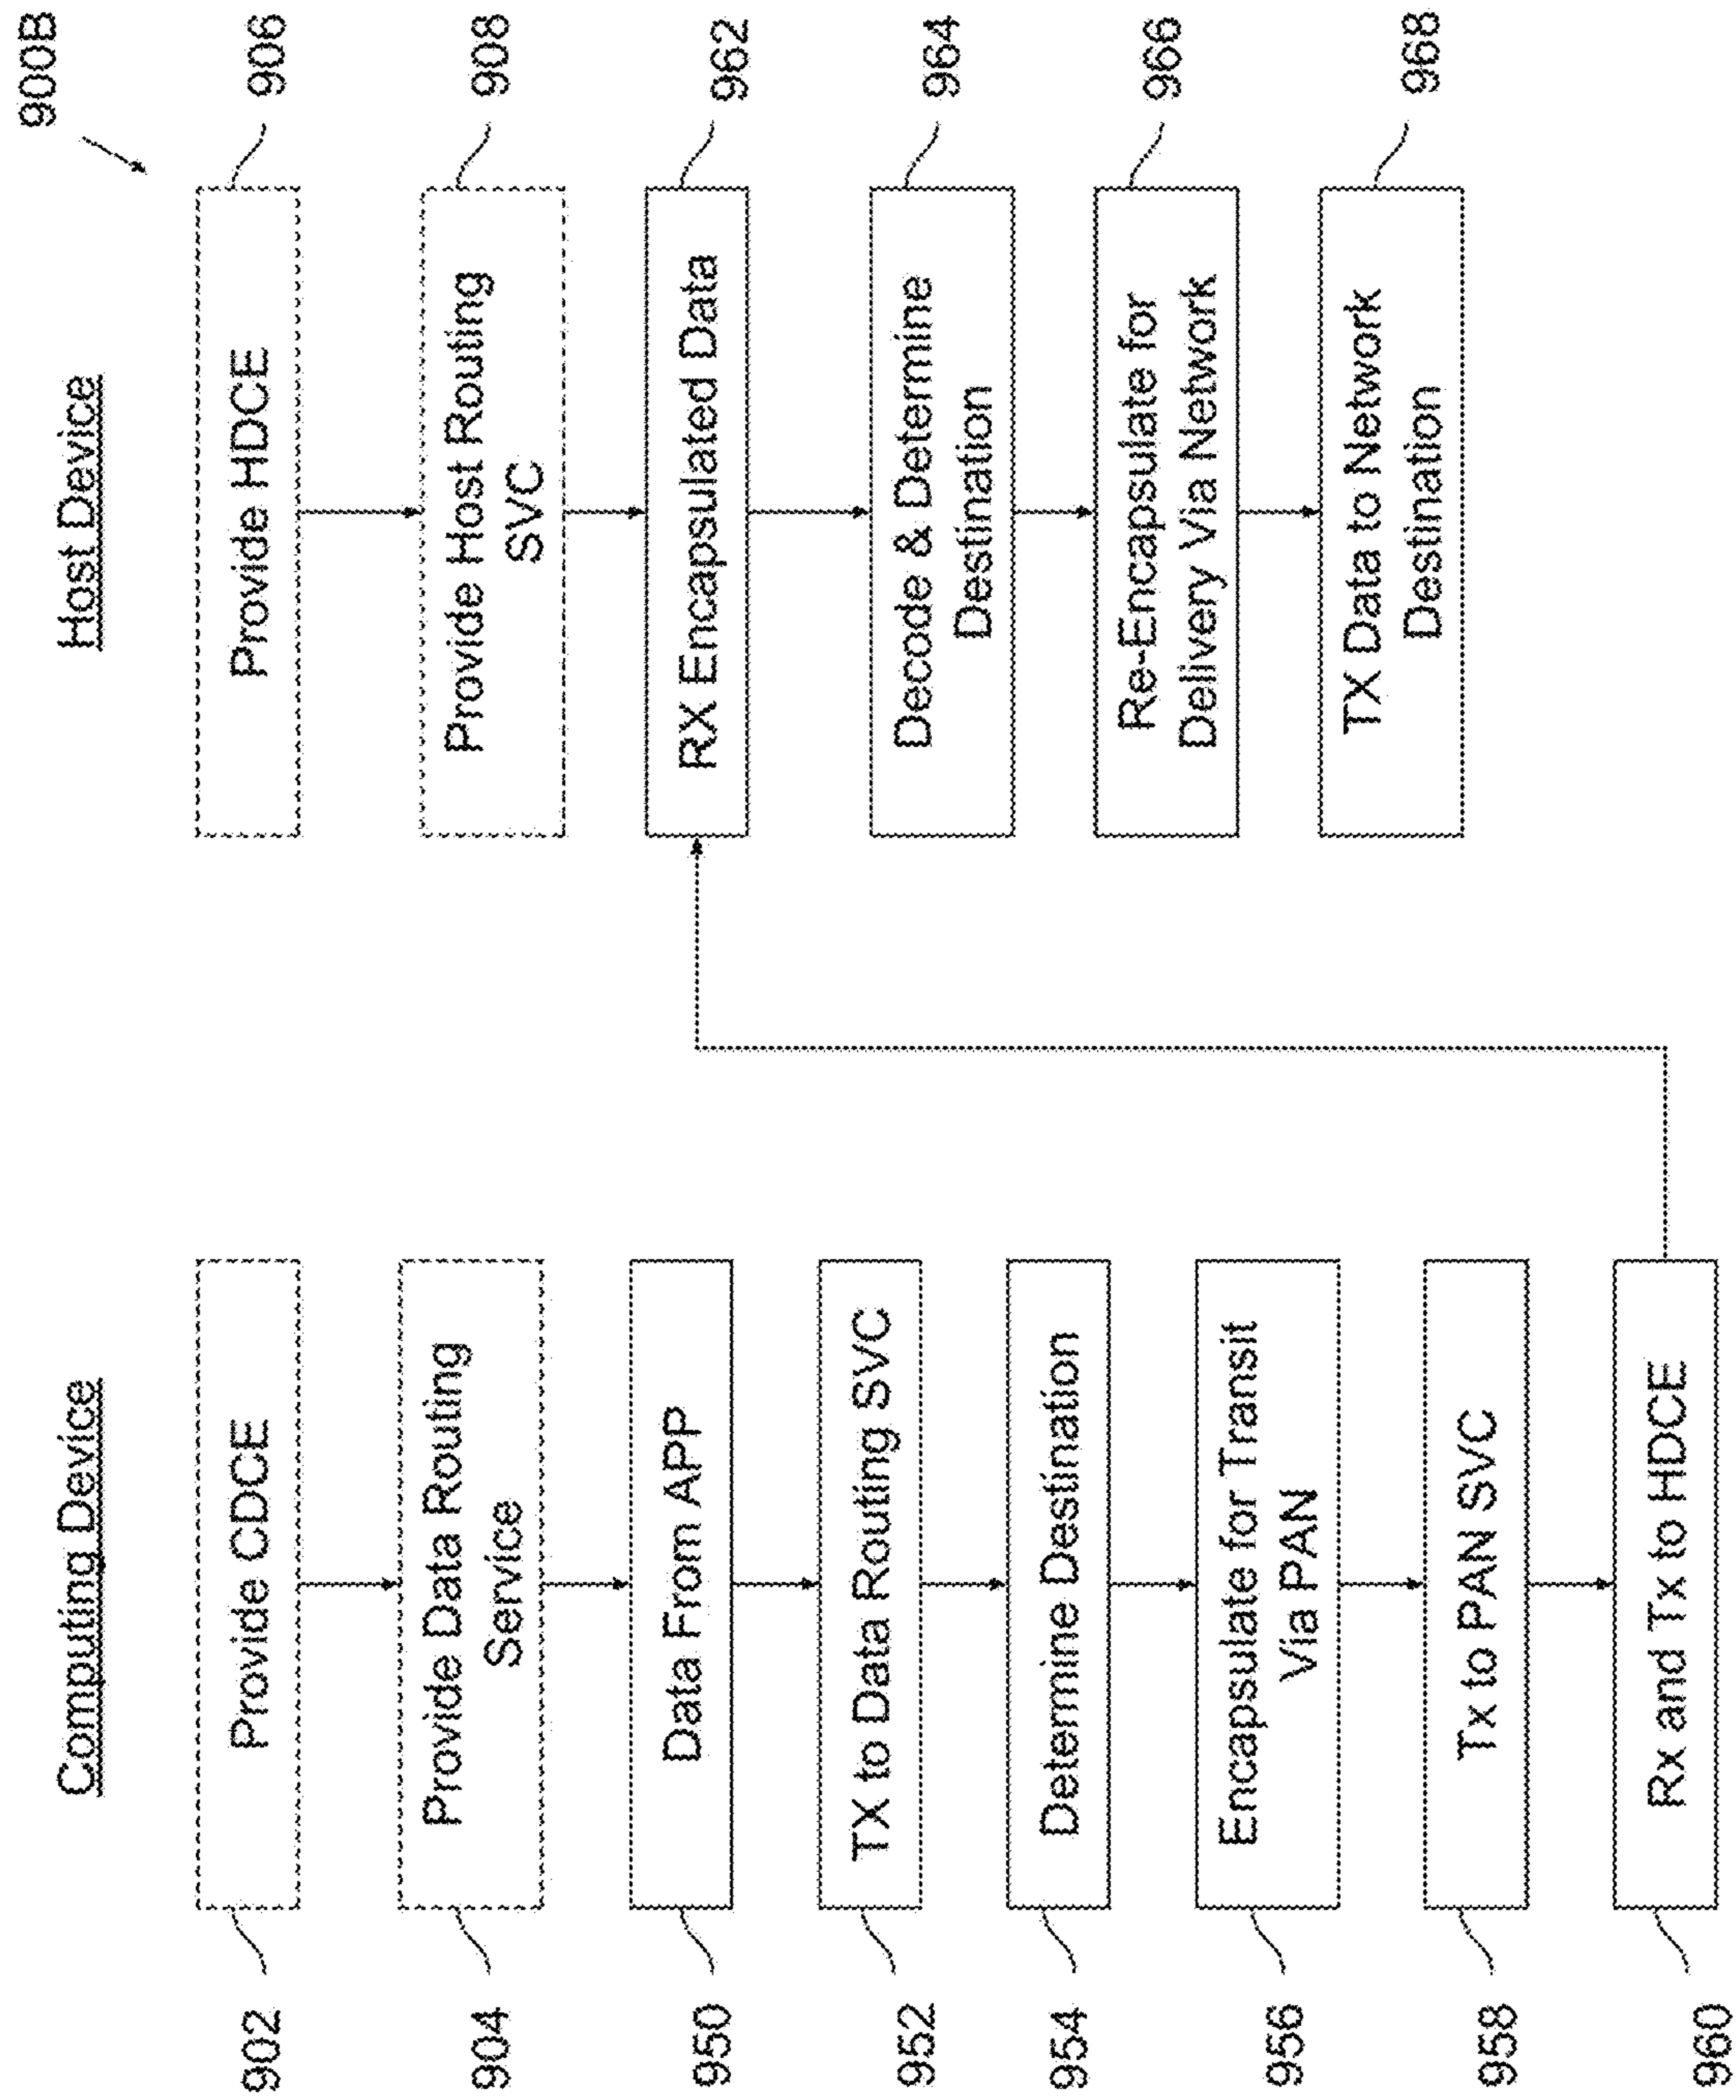 900B
Computing Device
902
Provide CDCE
904
Provide Data Routing
Service
950
Data From APP
952
TX to Data Routing SVC
954
Determine Destination
956
Encapsulate for Transit
Via PAN
958
Tx to PAN SVC
960
Rx and Tx to HDCE
Host Device
Provide HDCE
906
Provide Host Routing
SVC
908
RX Encapsulated Data
962
Decode & Determine
Destination
964
Re-Encapsulate for
Delivery Via Network
966
TX Data to Network
Destination
968